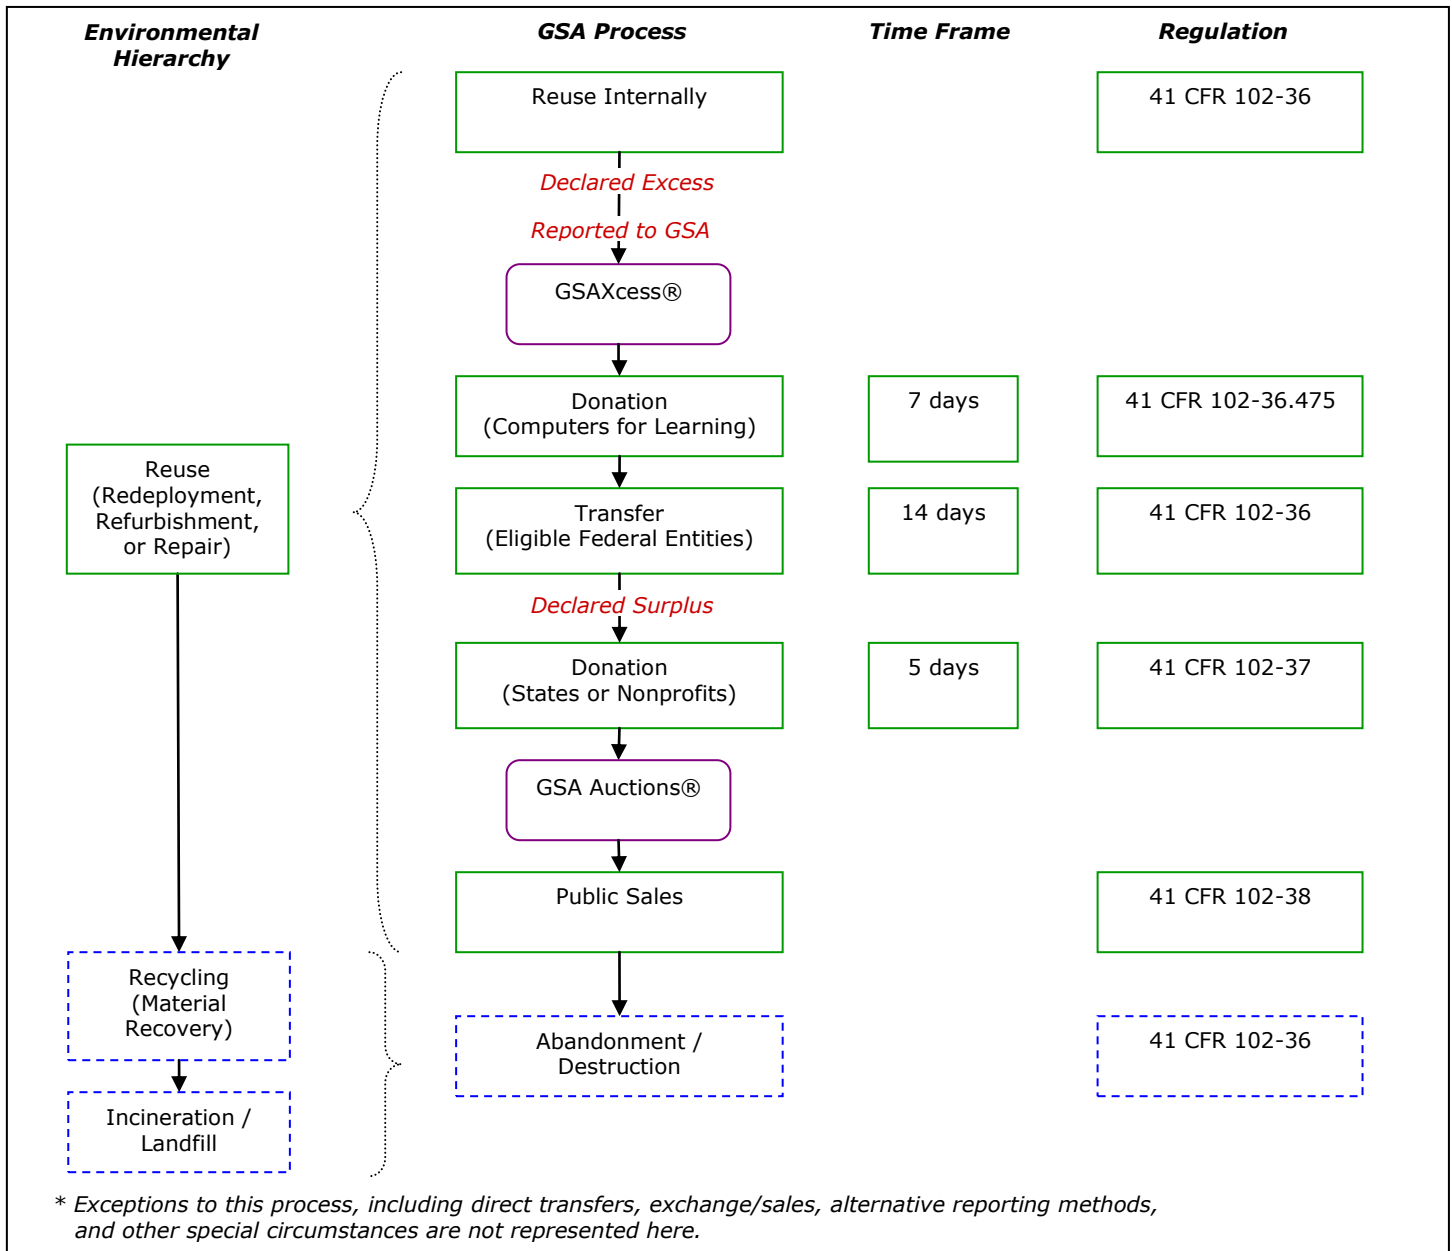 Environmental
Hierarchy
GSA Process
Time Frame
Regulation
Reuse Internally
41 CFR 102-36
Declared Excess
Reported to GSA
GSAXcess®
Donation
(Computers for Learning)
7 days
41 CFR 102-36.475
Reuse
(Redeployment,
Refurbishment,
or Repair)
Transfer
(Eligible Federal Entities)
14 days
41 CFR 102-36
Declared Surplus
Donation
(States or Nonprofits)
5 days
41 CFR 102-37
GSA Auctions®
Public Sales
41 CFR 102-38
Recycling
(Material
Recovery)
Abandonment /
Destruction
41 CFR 102-36
Incineration /
Landfill
* Exceptions to this process, including direct transfers, exchange/sales, alternative reporting methods,
and other special circumstances are not represented here.